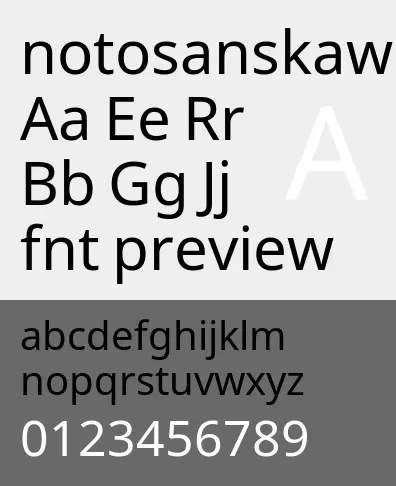 notosanskaw
Aa Ee Rr
A
Bb Gg Jj
fnt preview
abcdefghijklm
nopqrstuvwxyz
0123456789